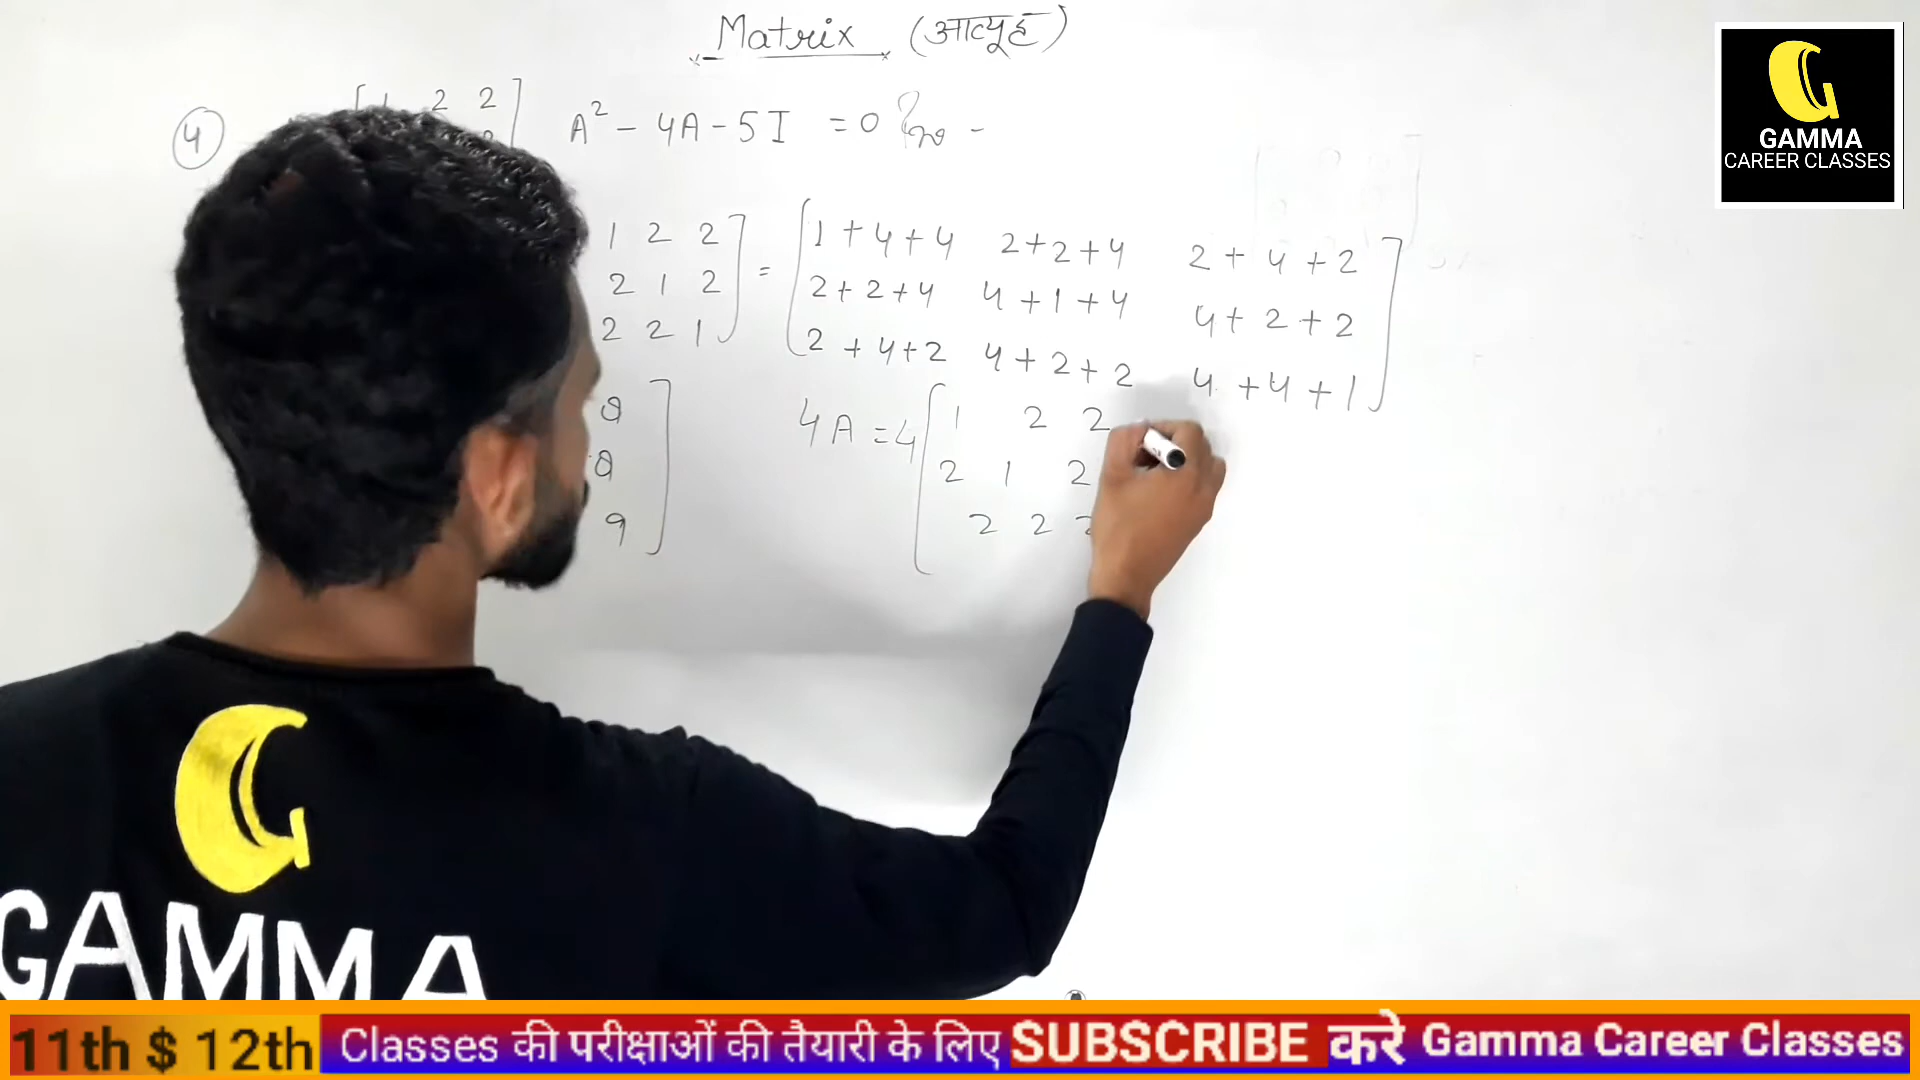 Matrix (आव्यूह)
4 [1 2 2] A² - 4A - 5I = 0
1 2 2] = [1+4+4 2+2+4 2+4+2
2 1 2 2+2+4 4+1+4 4+2+2
2 2 1 2+4+2 4+2+2 4+4+1]
8] 4A = 4[1 2 2
8 2 1 2
9 2 2
GAMMA
CAREER CLASSES
GAMMA
11th $ 12th Classes की परीक्षाओं की तैयारी के लिए SUBSCRIBE करे Gamma Career Classes